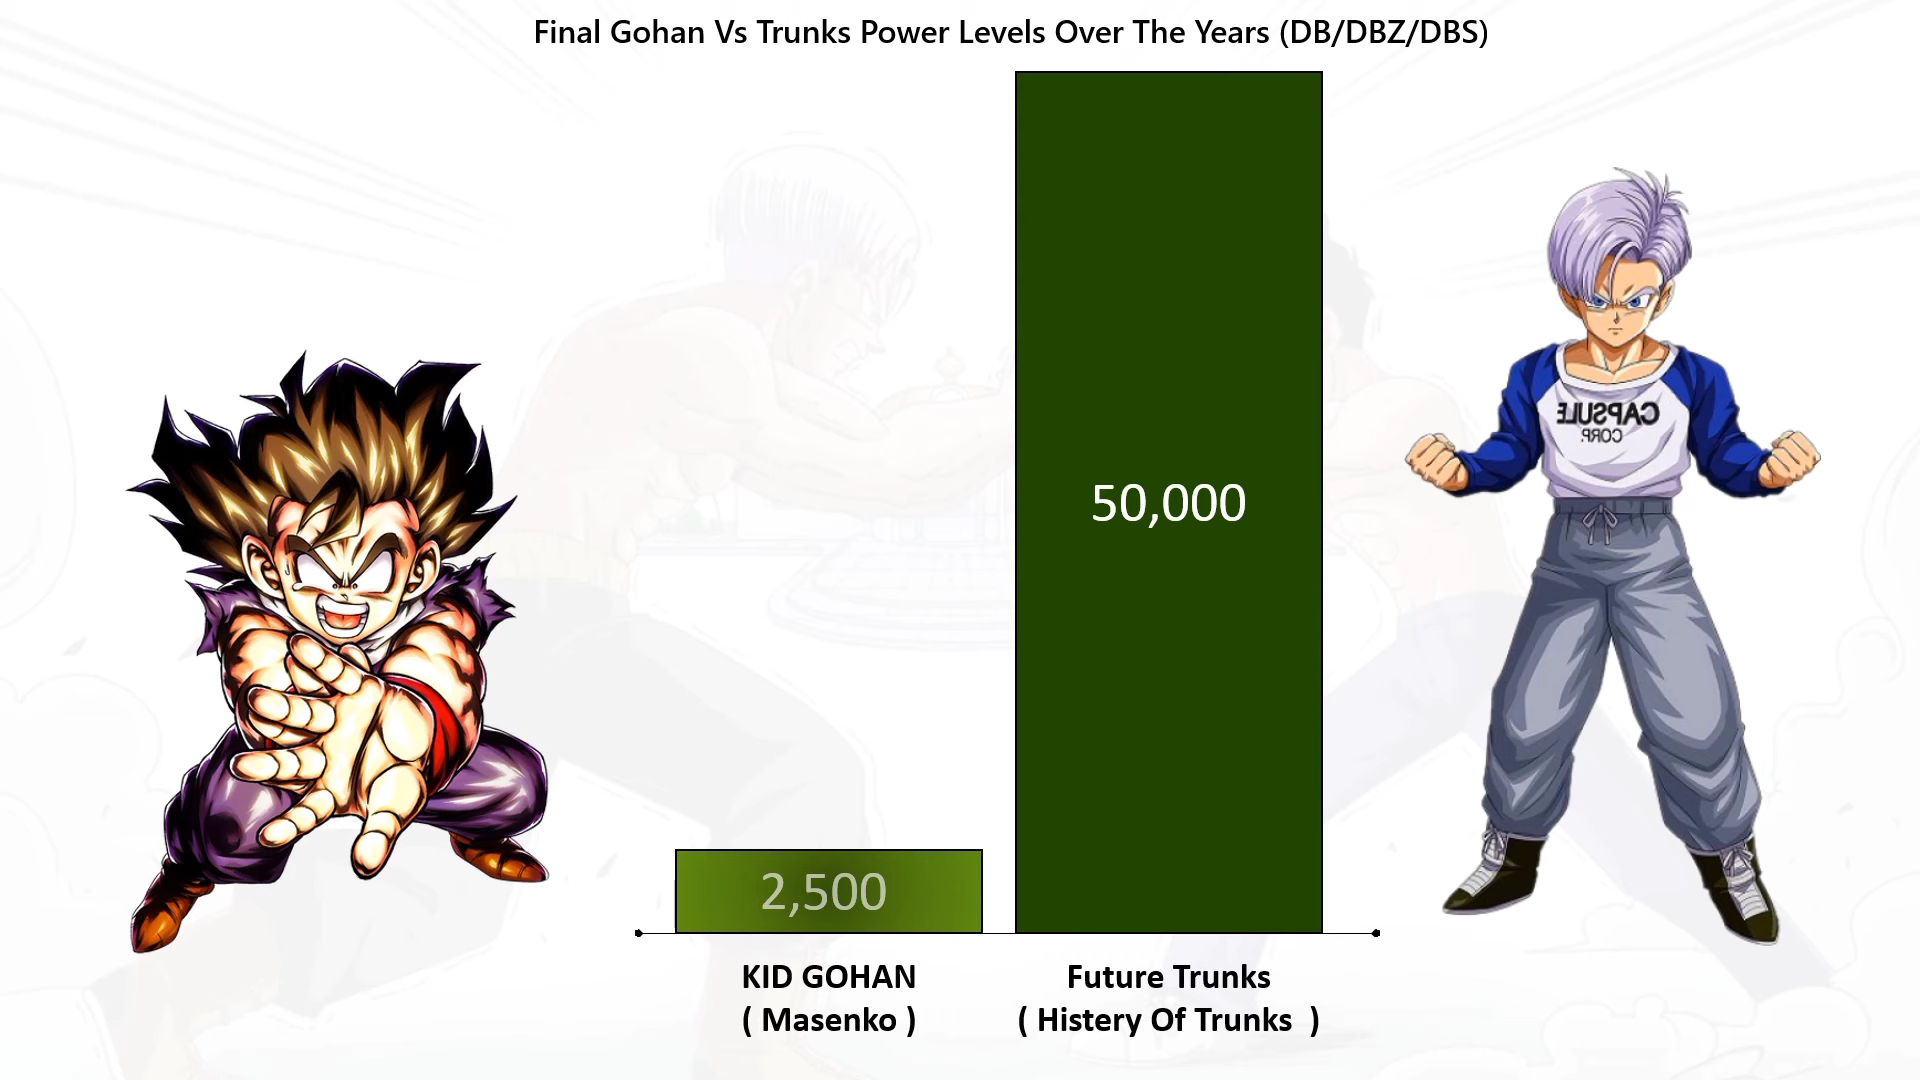 Final Gohan Vs Trunks Power Levels Over The Years (DB/DBZ/DBS)
CAPSULE
CORP.
50,000
2,500
KID GOHAN
( Masenko )
Future Trunks
( Histery Of Trunks )